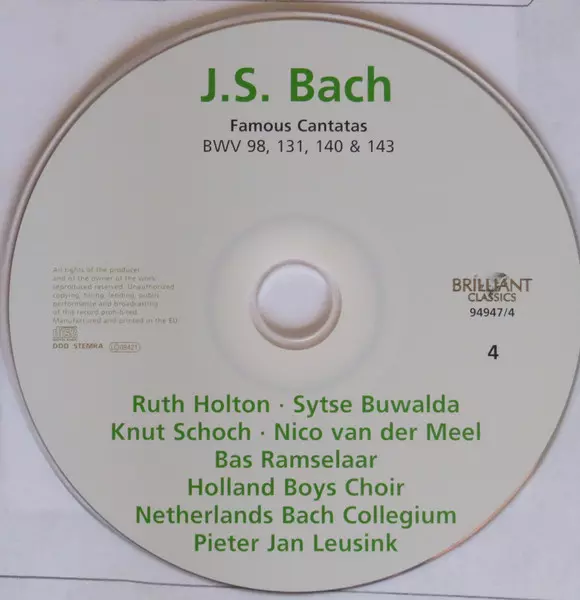 J.S. Bach
Famous Cantatas
BWV 98, 131, 140 & 143
All rights of the producer
and of the owner of the work
reproduced reserved. Unauthorized
copying, hiring, lending, public
performance and broadcasting
of this record prohibited.
Manufactured and printed in the EU
DDD STEMRA
BRILLIANT
CLASSICS
94947/4
4
Ruth Holton · Sytse Buwalda
Knut Schoch · Nico van der Meel
Bas Ramselaar
Holland Boys Choir
Netherlands Bach Collegium
Pieter Jan Leusink